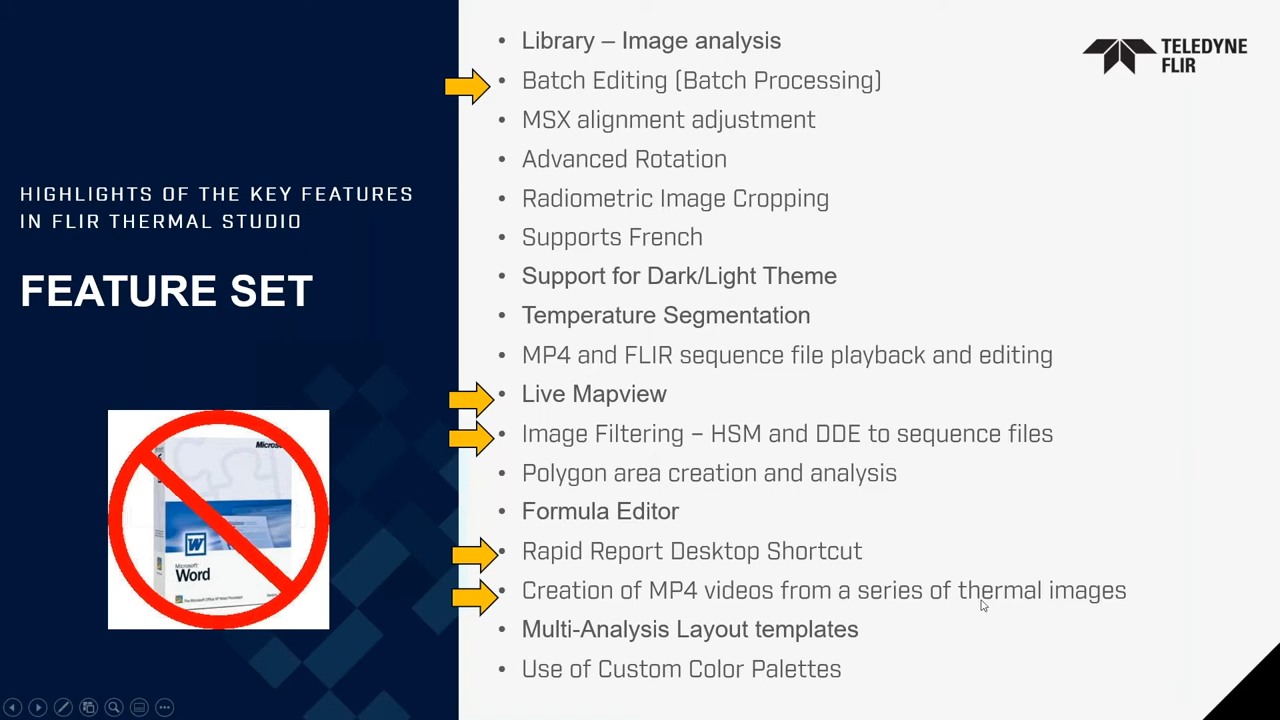 HIGHLIGHTS OF THE KEY FEATURES
IN FLIR THERMAL STUDIO
FEATURE SET
Microsoft
W
Microsoft
Word
• Library – Image analysis
• Batch Editing (Batch Processing)
• MSX alignment adjustment
• Advanced Rotation
• Radiometric Image Cropping
• Supports French
• Support for Dark/Light Theme
• Temperature Segmentation
• MP4 and FLIR sequence file playback and editing
• Live Mapview
• Image Filtering – HSM and DDE to sequence files
• Polygon area creation and analysis
• Formula Editor
• Rapid Report Desktop Shortcut
• Creation of MP4 videos from a series of thermal images
• Multi-Analysis Layout templates
• Use of Custom Color Palettes
TELEDYNE
FLIR